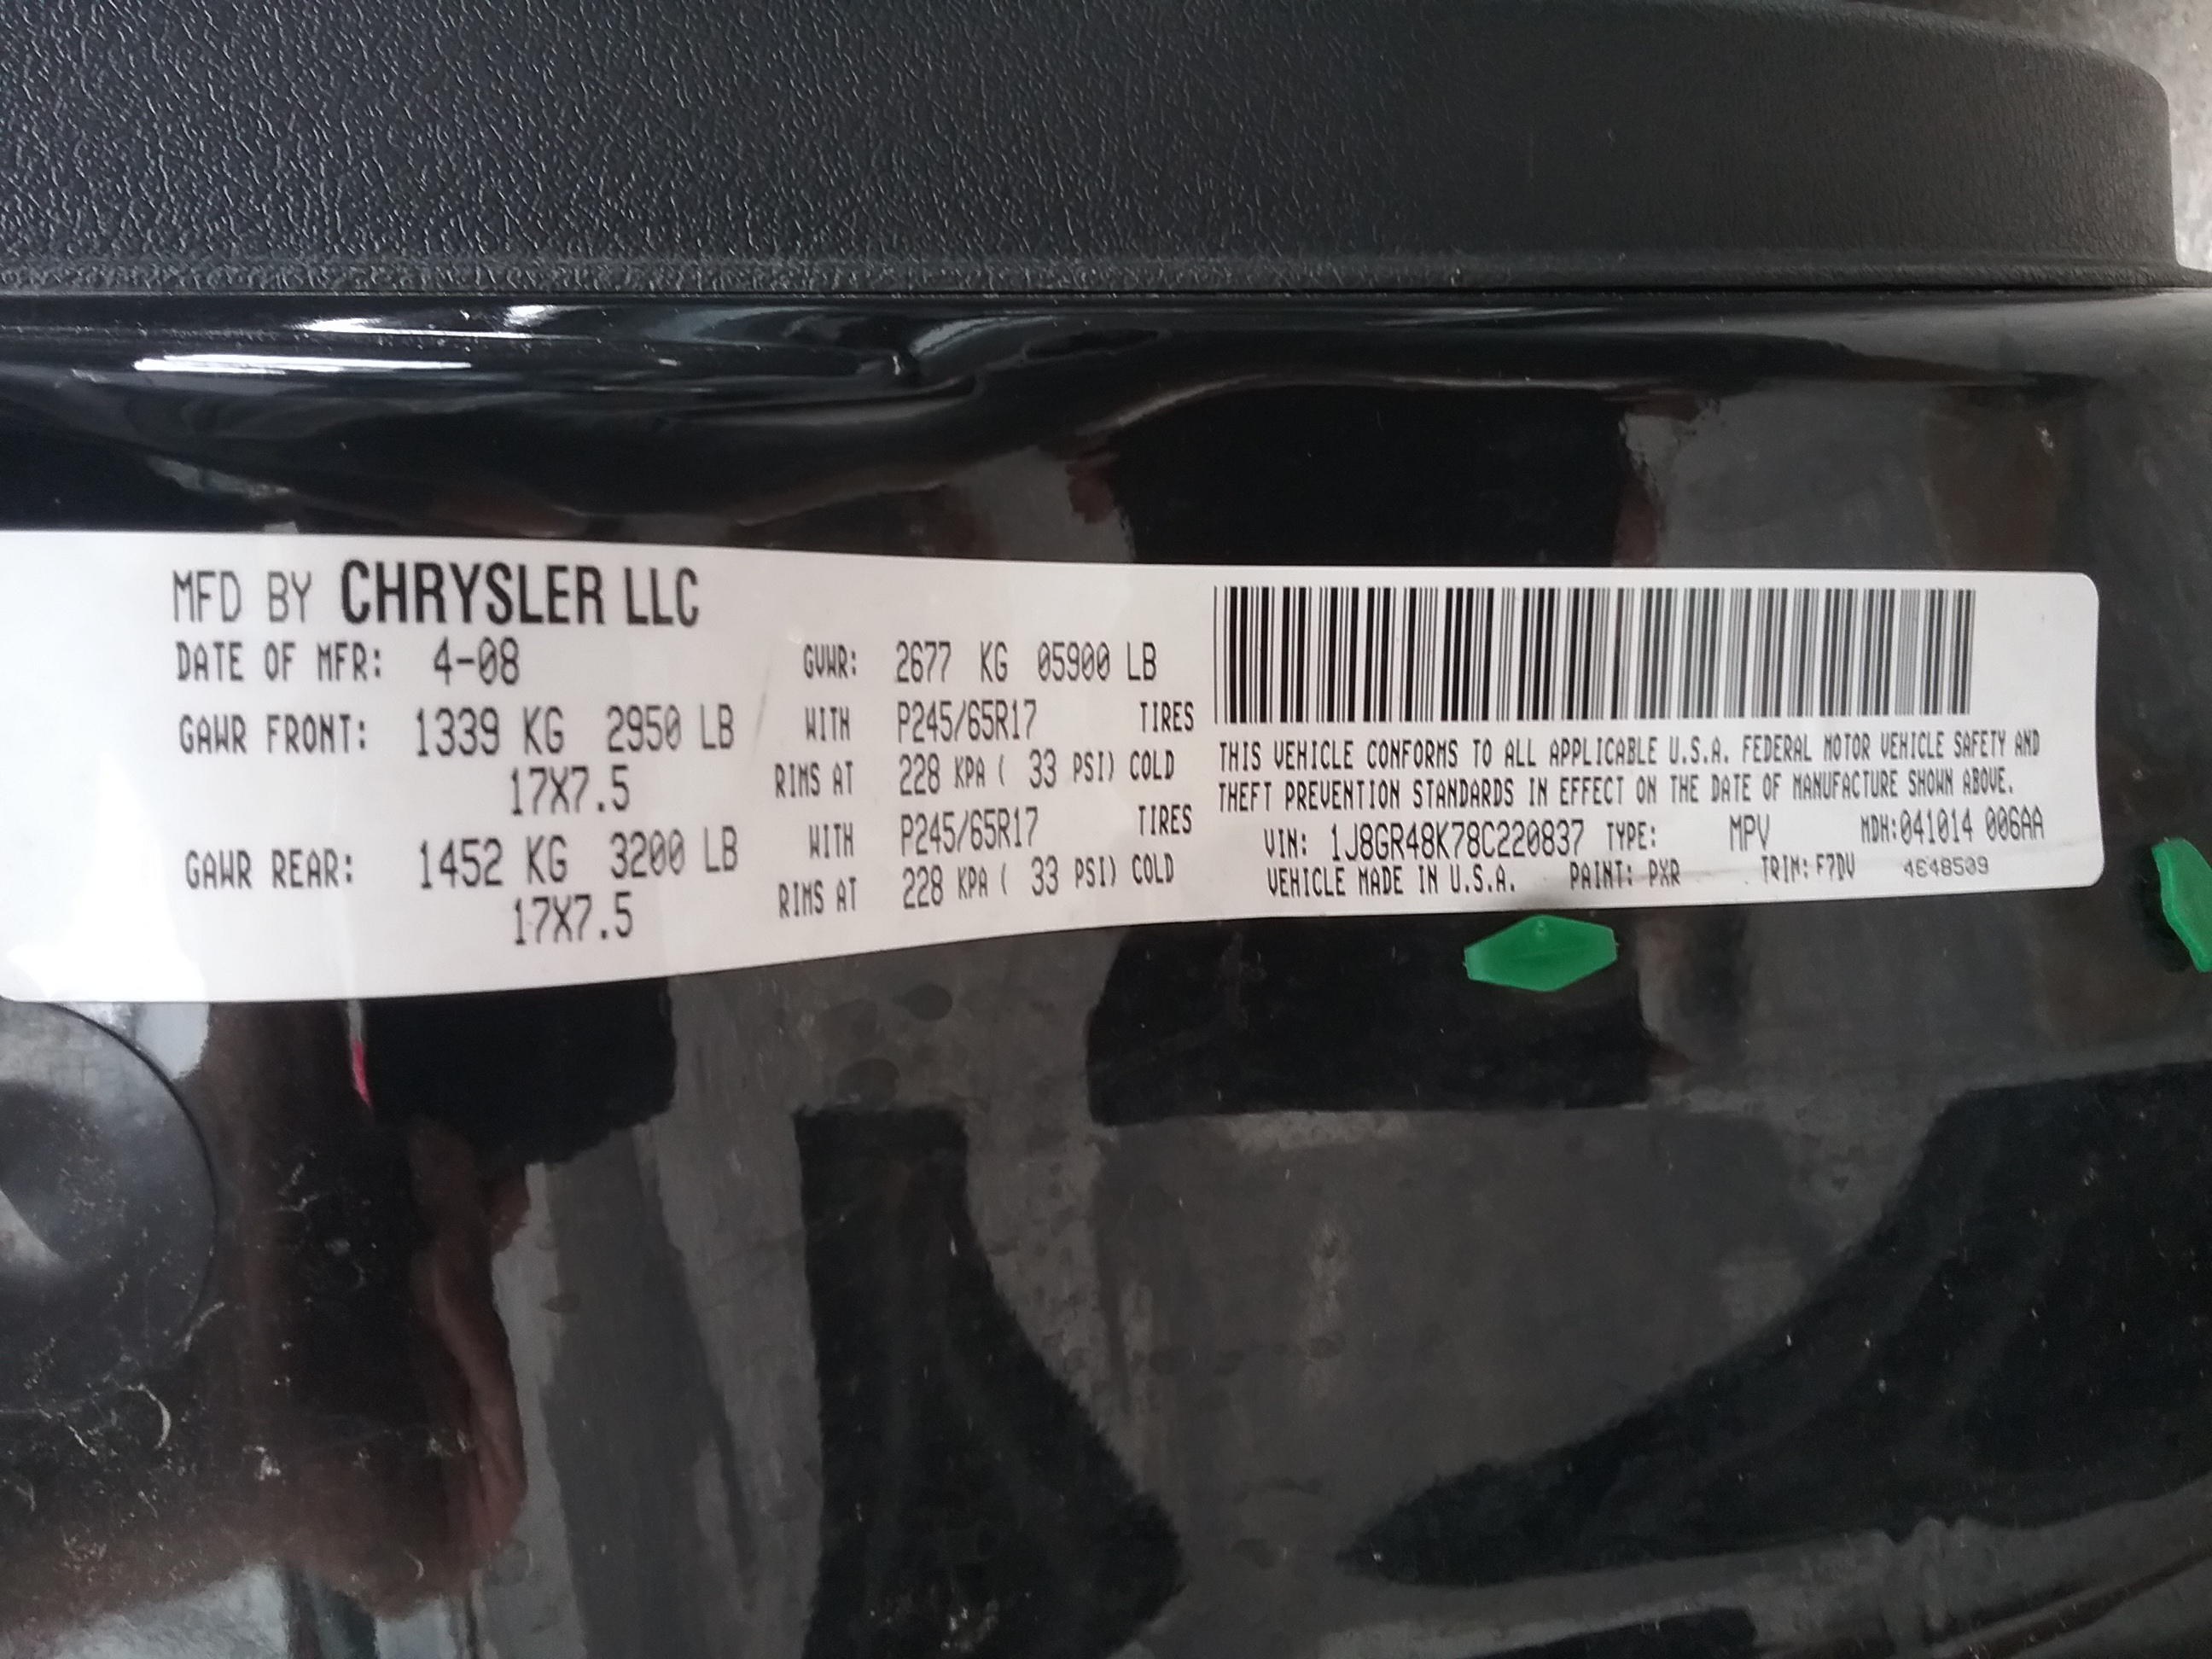 MFD BY CHRYSLER LLC
DATE OF MFR: 4-08 GVWR: 2677 KG 05900 LB
GAWR FRONT: 1339 KG 2950 LB WITH P245/65R17 TIRES
17X7.5 RIMS AT 228 KPA ( 33 PSI) COLD
GAWR REAR: 1452 KG 3200 LB WITH P245/65R17 TIRES
17X7.5 RIMS AT 228 KPA ( 33 PSI) COLD
THIS VEHICLE CONFORMS TO ALL APPLICABLE U.S.A. FEDERAL MOTOR VEHICLE SAFETY AND
THEFT PREVENTION STANDARDS IN EFFECT ON THE DATE OF MANUFACTURE SHOWN ABOVE.
VIN: 1J8GR48K78C220837 TYPE: MPV MDH:041014 006AA
VEHICLE MADE IN U.S.A. PAINT: PXR TRIM: F7DV 4648509